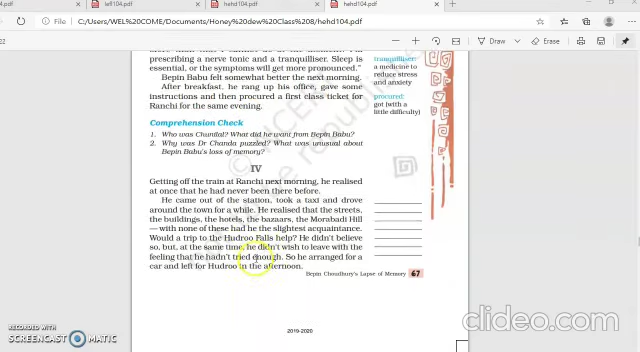 04.pdf
lefl104.pdf
hehd104.pdf
hehd104.pdf
File
C:/Users/WEL%20COME/Documents/Honey%20dew%20Class%208/hehd104.pdf
22
Draw
Highlight
Erase
prescribing a nerve tonic and a tranquilliser. Sleep is
essential, or the symptoms will get more pronounced."
Bepin Babu felt somewhat better the next morning.
After breakfast, he rang up his office, gave some
instructions and then procured a first class ticket for
Ranchi for the same evening.
tranquilliser:
a medicine to
reduce stress
and anxiety
procured:
got (with a
little difficulty)
Comprehension Check
1. Who was Chunilal? What did he want from Bepin Babu?
2. Why was Dr Chanda puzzled? What was unusual about
Bepin Babu's loss of memory?
IV
Getting off the train at Ranchi next morning, he realised
at once that he had never been there before.
He came out of the station, took a taxi and drove
around the town for a while. He realised that the streets,
the buildings, the hotels, the bazaars, the Morabadi Hill
— with none of these had he the slightest acquaintance.
Would a trip to the Hudroo Falls help? He didn't believe
so, but, at the same time, he didn't wish to leave with the
feeling that he hadn't tried enough. So he arranged for a
car and left for Hudroo in the afternoon.
Bepin Choudhury's Lapse of Memory 67
2019-2020
RECORDED WITH
SCREENCAST MATIC
clideo.com